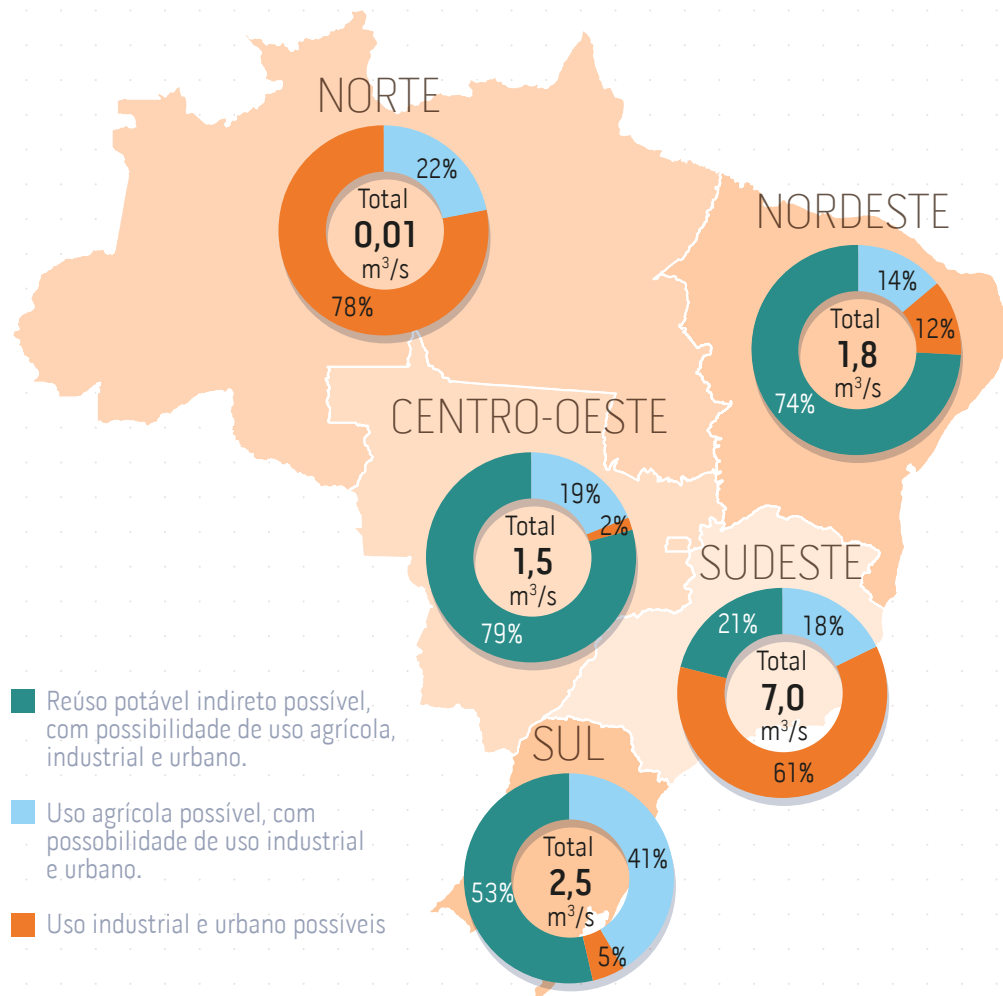 NORTE
22%
Total
0,01
m³/s
78%
NORDESTE
14%
Total
1,8
m³/s
12%
74%
CENTRO-OESTE
19%
2%
Total
1,5
m³/s
79%
SUDESTE
21%
18%
Total
7,0
m³/s
61%
SUL
Total
2,5
m³/s
41%
53%
5%
Reúso potável indireto possível,
com possibilidade de uso agrícola,
industrial e urbano.
Uso agrícola possível, com
possobilidade de uso industrial
e urbano.
Uso industrial e urbano possíveis